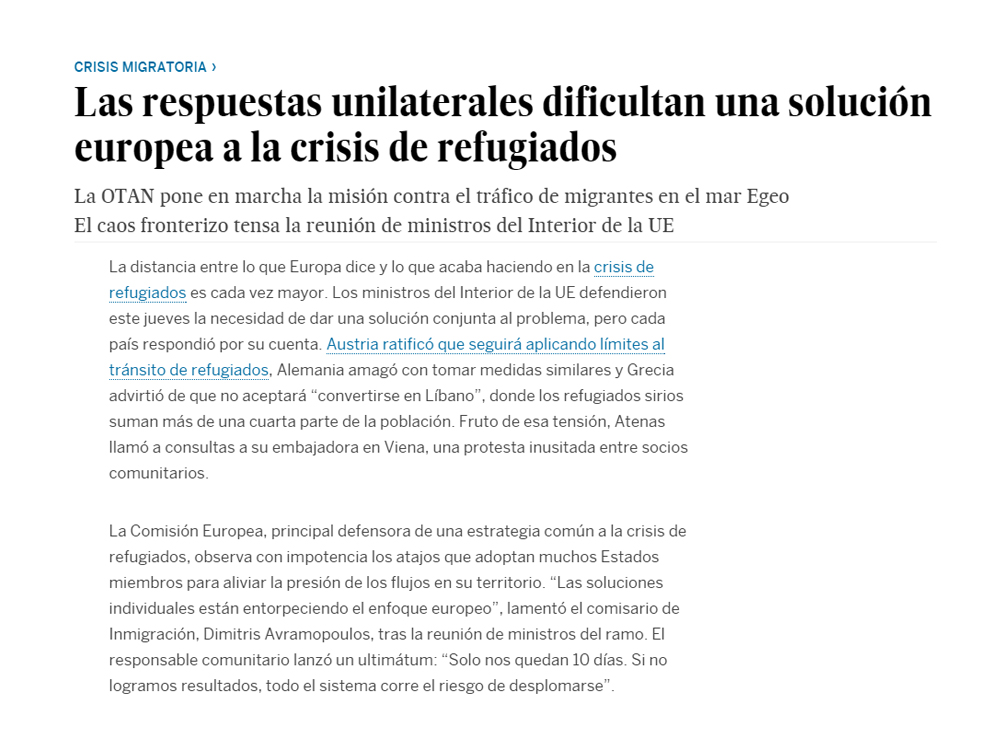 CRISIS MIGRATORIA ›
Las respuestas unilaterales dificultan una solución
europea a la crisis de refugiados
La OTAN pone en marcha la misión contra el tráfico de migrantes en el mar Egeo
El caos fronterizo tensa la reunión de ministros del Interior de la UE
La distancia entre lo que Europa dice y lo que acaba haciendo en la crisis de
refugiados es cada vez mayor. Los ministros del Interior de la UE defendieron
este jueves la necesidad de dar una solución conjunta al problema, pero cada
país respondió por su cuenta. Austria ratificó que seguirá aplicando límites al
tránsito de refugiados, Alemania amagó con tomar medidas similares y Grecia
advirtió de que no aceptará “convertirse en Líbano”, donde los refugiados sirios
suman más de una cuarta parte de la población. Fruto de esa tensión, Atenas
llamó a consultas a su embajadora en Viena, una protesta inusitada entre socios
comunitarios.
La Comisión Europea, principal defensora de una estrategia común a la crisis de
refugiados, observa con impotencia los atajos que adoptan muchos Estados
miembros para aliviar la presión de los flujos en su territorio. “Las soluciones
individuales están entorpeciendo el enfoque europeo”, lamentó el comisario de
Inmigración, Dimitris Avramopoulos, tras la reunión de ministros del ramo. El
responsable comunitario lanzó un ultimátum: “Solo nos quedan 10 días. Si no
logramos resultados, todo el sistema corre el riesgo de desplomarse”.